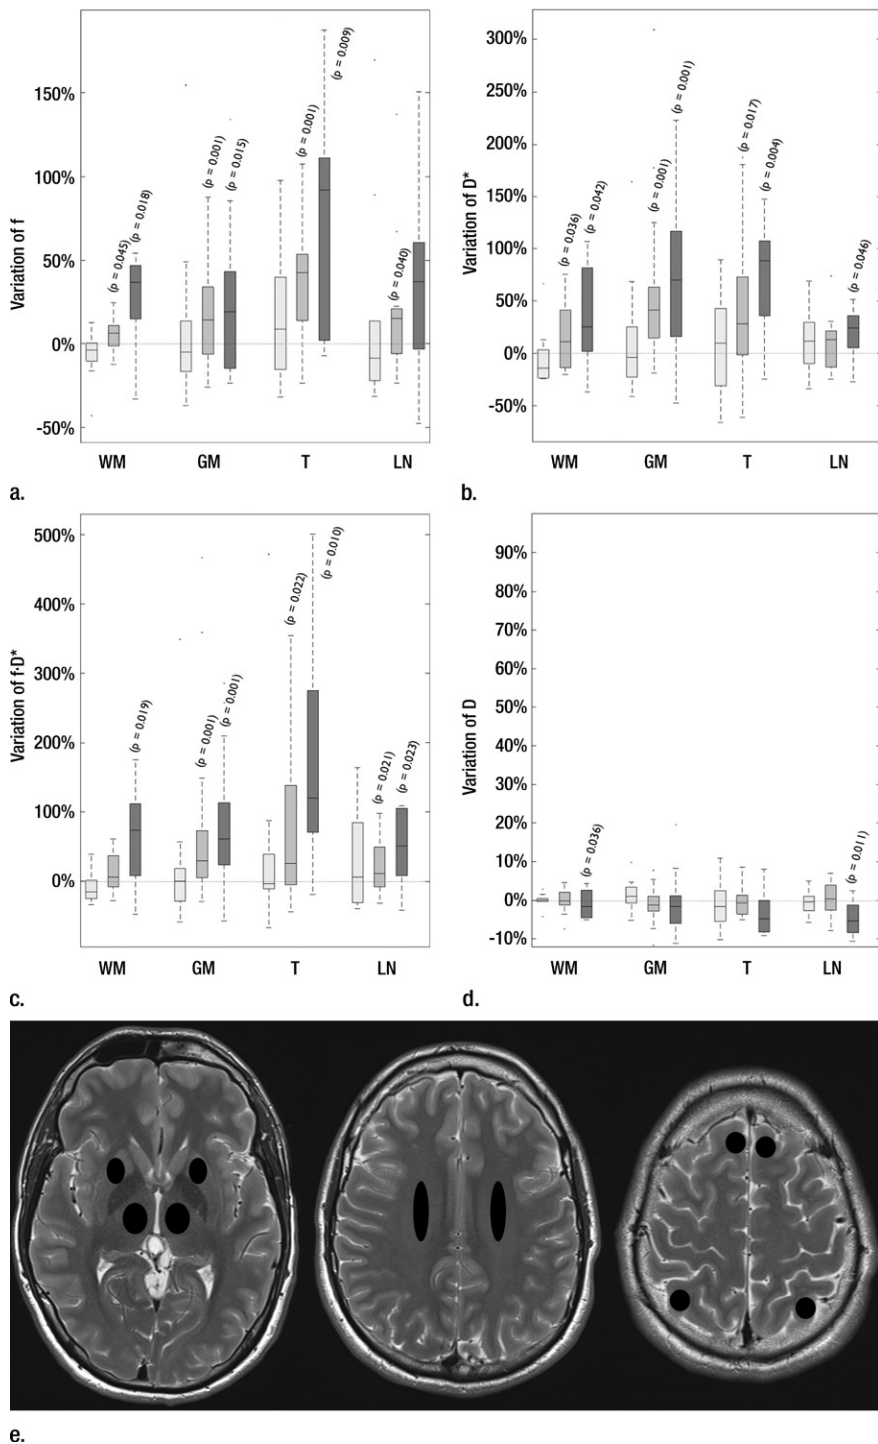 Variation of f
150%
100%
50%
0%
-50%
(p = 0.045)
(p = 0.018)
(p = 0.001)
(p = 0.015)
(p = 0.001)
(p = 0.009)
(p = 0.040)
WM GM T LN
a.
Variation of D*
300%
250%
200%
150%
100%
50%
0%
-50%
(p = 0.036)
(p = 0.042)
(p = 0.001)
(p = 0.001)
(p = 0.017)
(p = 0.004)
(p = 0.046)
WM GM T LN
b.
Variation of f·D*
500%
400%
300%
200%
100%
0%
(p = 0.019)
(p = 0.001)
(p = 0.001)
(p = 0.022)
(p = 0.010)
(p = 0.021)
(p = 0.023)
WM GM T LN
c.
Variation of D
90%
80%
70%
60%
50%
40%
30%
20%
10%
0%
-10%
(p = 0.036)
(p = 0.011)
WM GM T LN
d.
e.